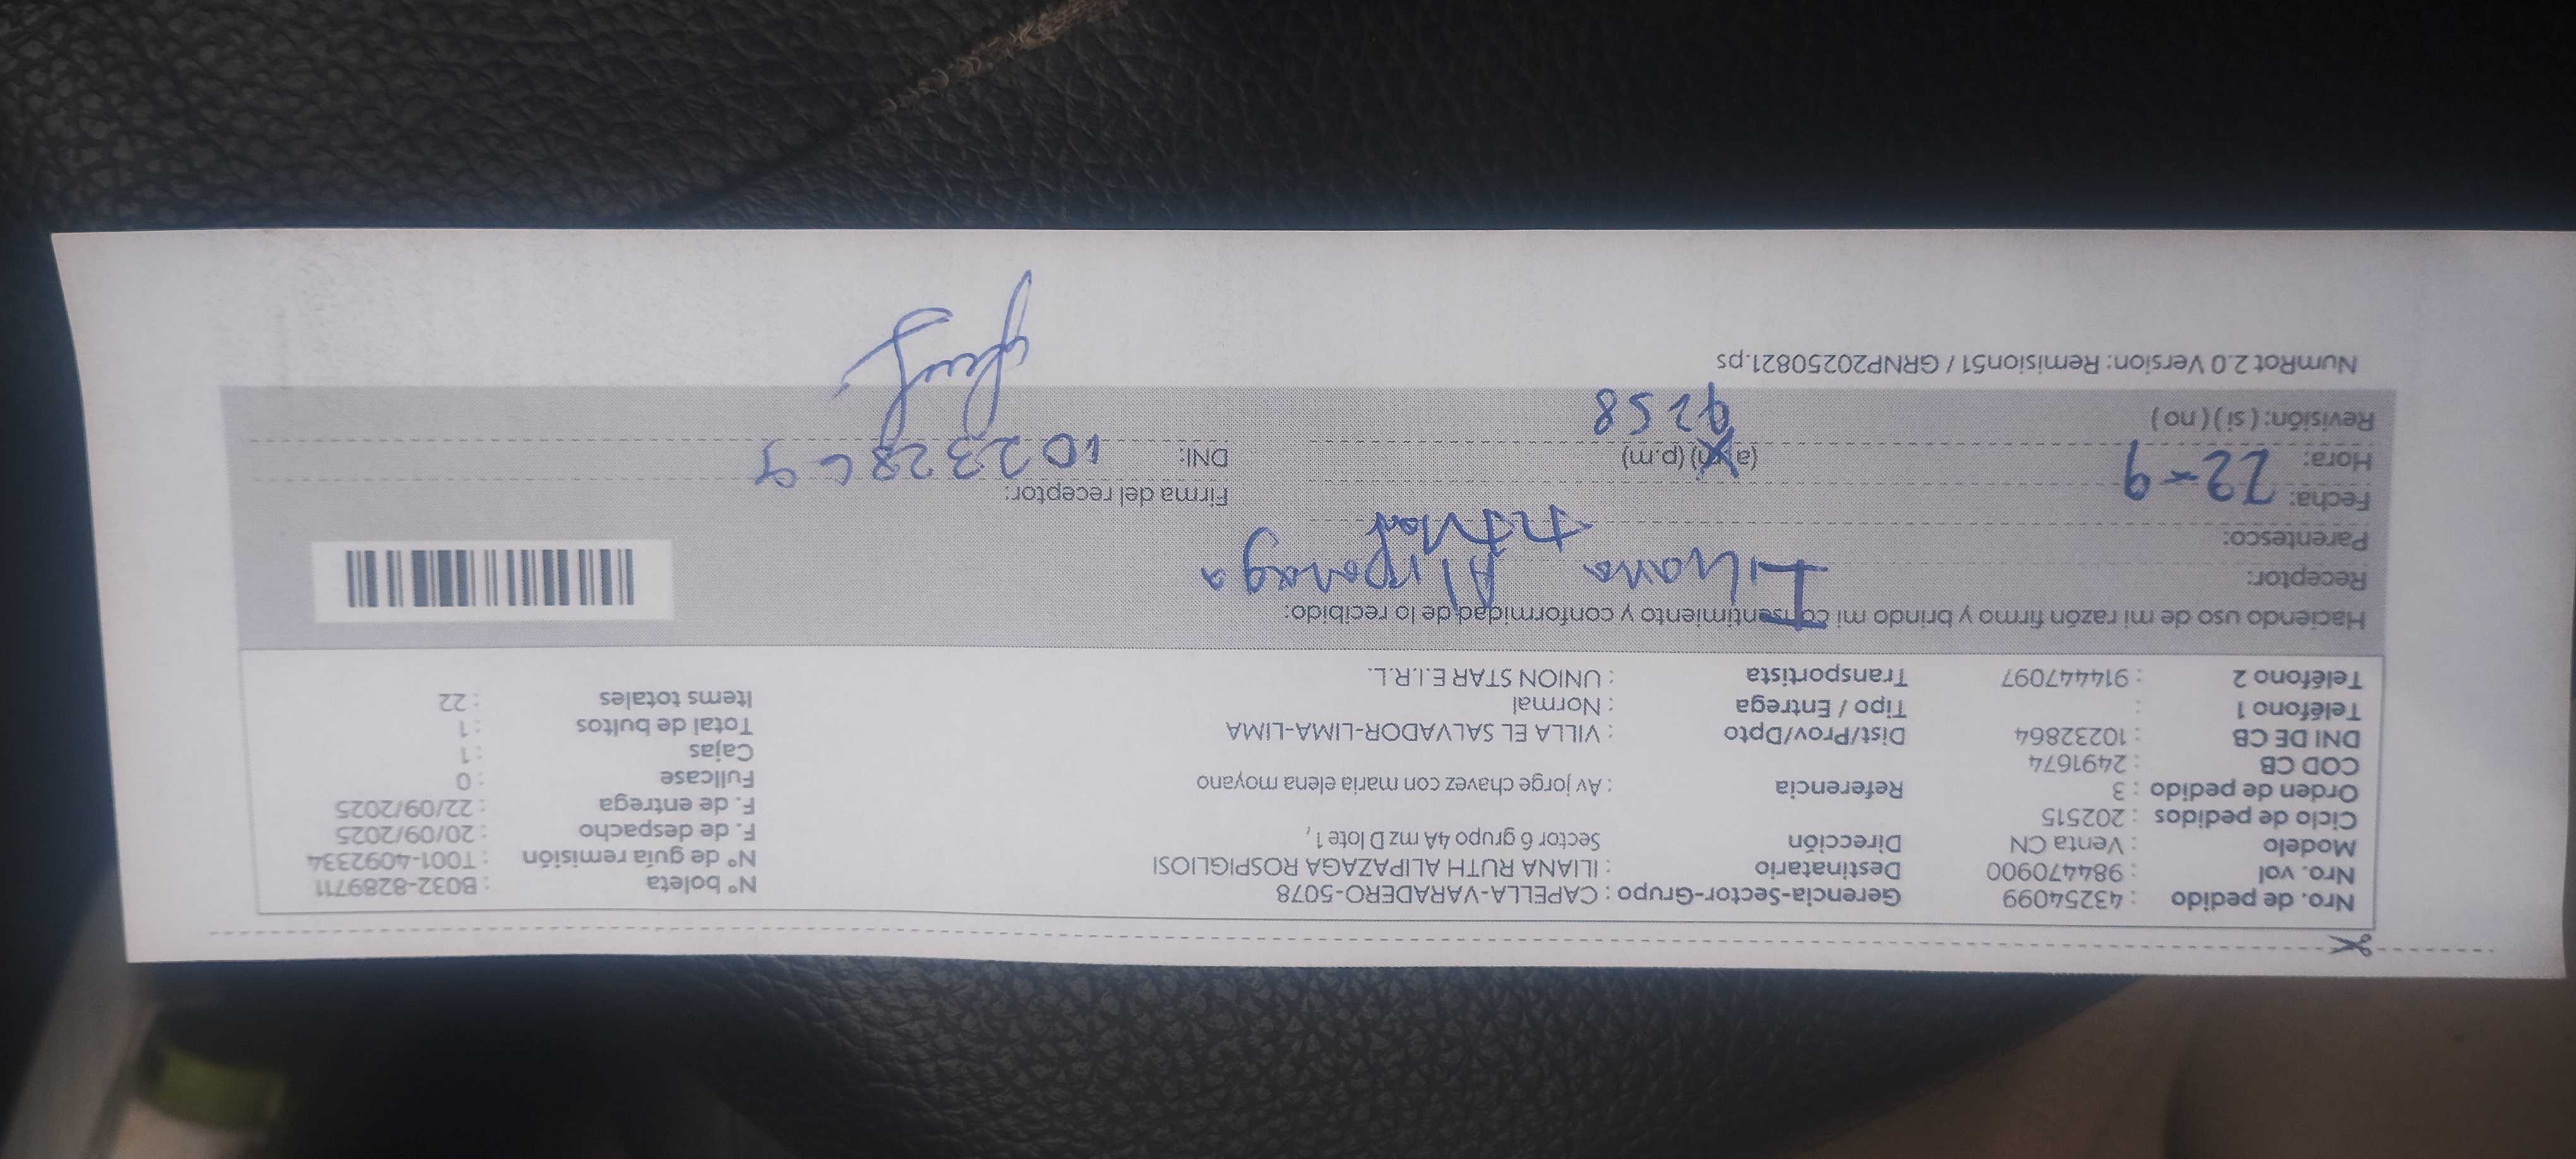 Nro. de pedido : 43254099 Gerencia-Sector-Grupo : CAPELLA-VARADERO-5078 N° boleta : B032-8289711
Nro. vol : 984470900 Destinatario : ILIANA RUTH ALIPAZAGA ROSPIGLIOSI N° de guía remisión : T001-4092334
Modelo : Venta CN Dirección Sector 6 grupo 4A mz D lote 1, F. de despacho : 20/09/2025
Ciclo de pedidos : 202515 F. de entrega : 22/09/2025
Orden de pedido : 3 Referencia : Av jorge chavez con maria elena moyano Fullcase : 0
COD CB : 2491674 Cajas : 1
DNI DE CB : 10232864 Dist/Prov/Dpto : VILLA EL SALVADOR-LIMA-LIMA Total de bultos : 1
Teléfono 1 : Tipo / Entrega : Normal Items totales : 22
Teléfono 2 : 914447097 Transportista : UNION STAR E.I.R.L.
Haciendo uso de mi razón firmo y brindo mi consentimiento y conformidad de lo recibido:
Receptor: Iliana Alipazaga
Parentesco: titular
Fecha: 22-9 Firma del receptor:
Hora: (a.m) (p.m) DNI: 10232864
Revisión: ( si ) ( no ) 9258
NumRot 2.0 Version: Remision51 / GRNP20250821.ps